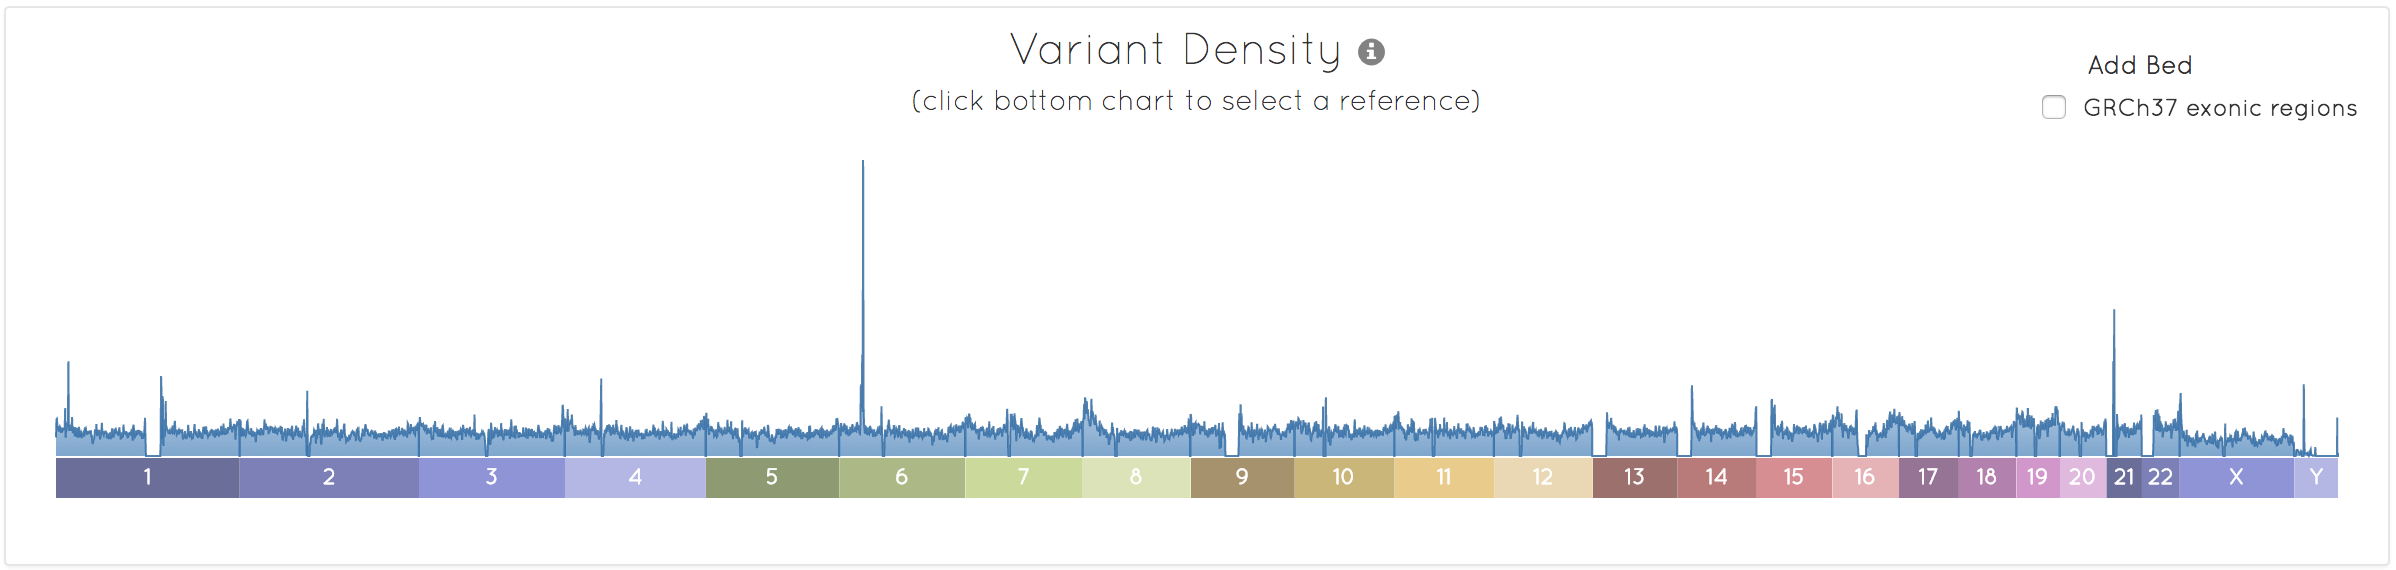 Variant Density
(click bottom chart to select a reference)
Add Bed
GRCh37 exonic regions
1 2 3 4 5 6 7 8 9 10 11 12 13 14 15 16 17 18 19 20 21 22 X Y